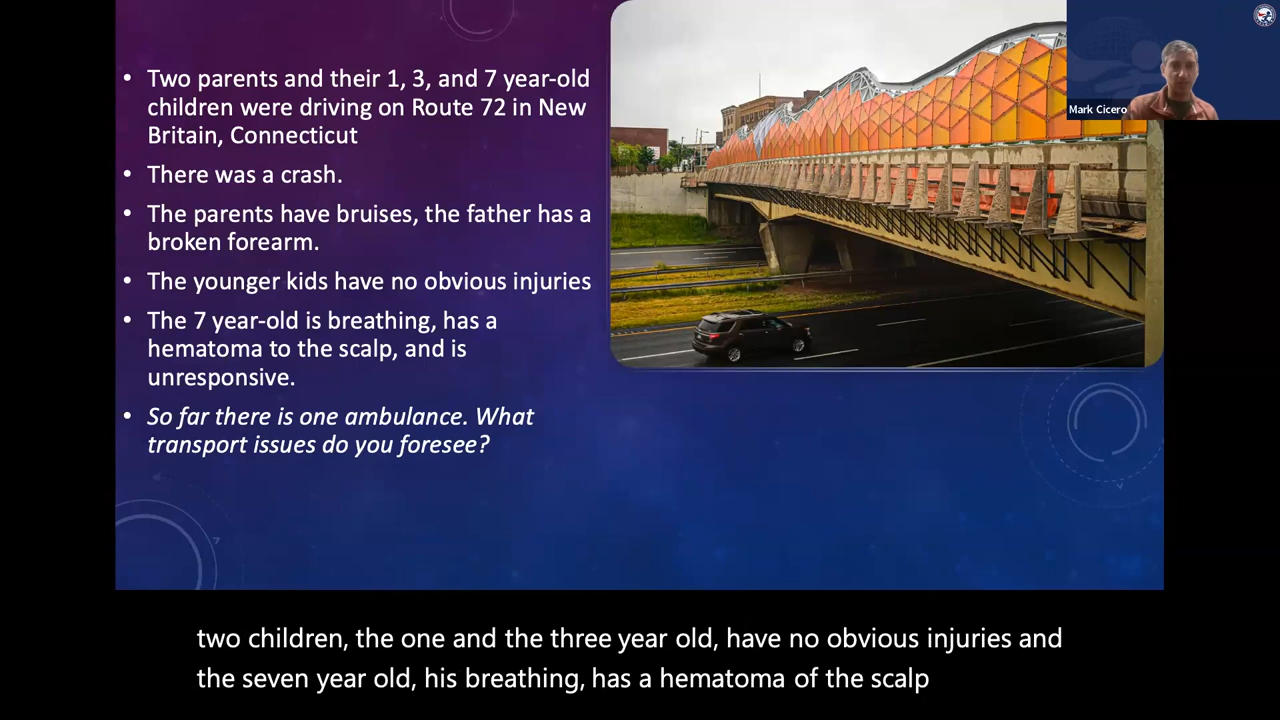 • Two parents and their 1, 3, and 7 year-old
children were driving on Route 72 in New
Britain, Connecticut
• There was a crash.
• The parents have bruises, the father has a
broken forearm.
• The younger kids have no obvious injuries
• The 7 year-old is breathing, has a
hematoma to the scalp, and is
unresponsive.
• So far there is one ambulance. What
transport issues do you foresee?
Mark Cicero
two children, the one and the three year old, have no obvious injuries and
the seven year old, his breathing, has a hematoma of the scalp